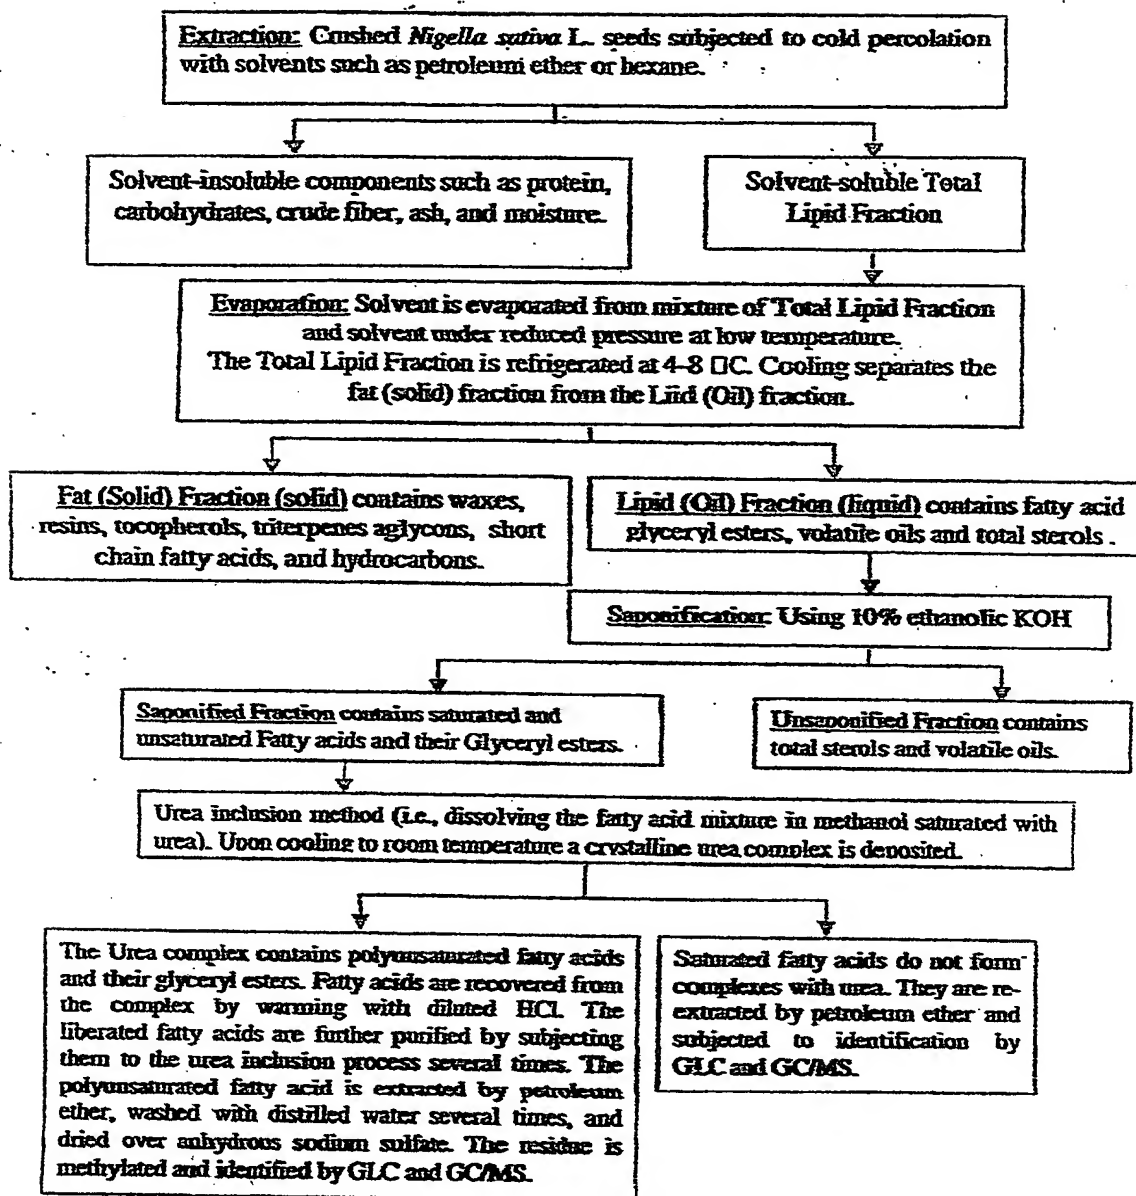 Extraction: Crushed Nigella sativa L. seeds subjected to cold percolation
with solvents such as petroleum ether or hexane.
Solvent-insoluble components such as protein,
carbohydrates, crude fiber, ash, and moisture.
Solvent-soluble Total
Lipid Fraction
Evaporation: Solvent is evaporated from mixture of Total Lipid Fraction
and solvent under reduced pressure at low temperature.
The Total Lipid Fraction is refrigerated at 4-8 □C. Cooling separates the
fat (solid) fraction from the Liid (Oil) fraction.
Fat (Solid) Fraction (solid) contains waxes,
resins, tocopherols, triterpenes aglycons, short
chain fatty acids, and hydrocarbons.
Lipid (Oil) Fraction (liquid) contains fatty acid
glyceryl esters, volatile oils and total sterols .
Saponification: Using 10% ethanolic KOH
Saponified Fraction contains saturated and
unsaturated Fatty acids and their Glyceryl esters.
Unsaponified Fraction contains
total sterols and volatile oils.
Urea inclusion method (i.e., dissolving the fatty acid mixture in methanol saturated with
urea). Upon cooling to room temperature a crystalline urea complex is deposited.
The Urea complex contains polyunsaturated fatty acids
and their glyceryl esters. Fatty acids are recovered from
the complex by warming with diluted HCl. The
liberated fatty acids are further purified by subjecting
them to the urea inclusion process several times. The
polyunsaturated fatty acid is extracted by petroleum
ether, washed with distilled water several times, and
dried over anhydrous sodium sulfate. The residue is
methylated and identified by GLC and GC/MS.
Saturated fatty acids do not form
complexes with urea. They are re-
extracted by petroleum ether and
subjected to identification by
GLC and GC/MS.